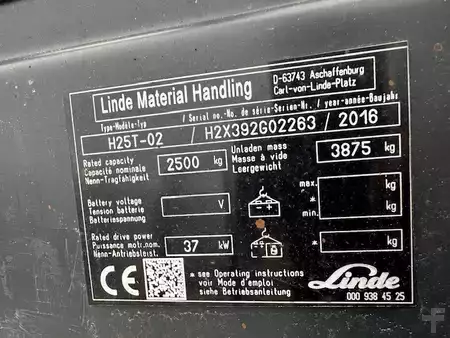 Linde Material Handling
D-63743 Aschaffenburg
Carl-von-Linde-Platz
Type-Modèle-Typ
Serial no.-No. de série-Serien-Nr. / year-année-Baujahr
H25T-02 / H2X392G02263 / 2016
Rated capacity
Capacité nominale
Nenn-Tragfähigkeit
2500 kg
Unladen mass
Masse à vide
Leergewicht
3875 kg
Battery voltage
Tension batterie
Batteriespannung
V
max.
*
min.
kg
kg
Rated drive power
Puissance motr.nom.
Nenn-Antriebsleist.
37 kW
* kg
CE
* see Operating instructions
voir Mode d'emploi
siehe Betriebsanleitung
Linde
000 938 45 25
F